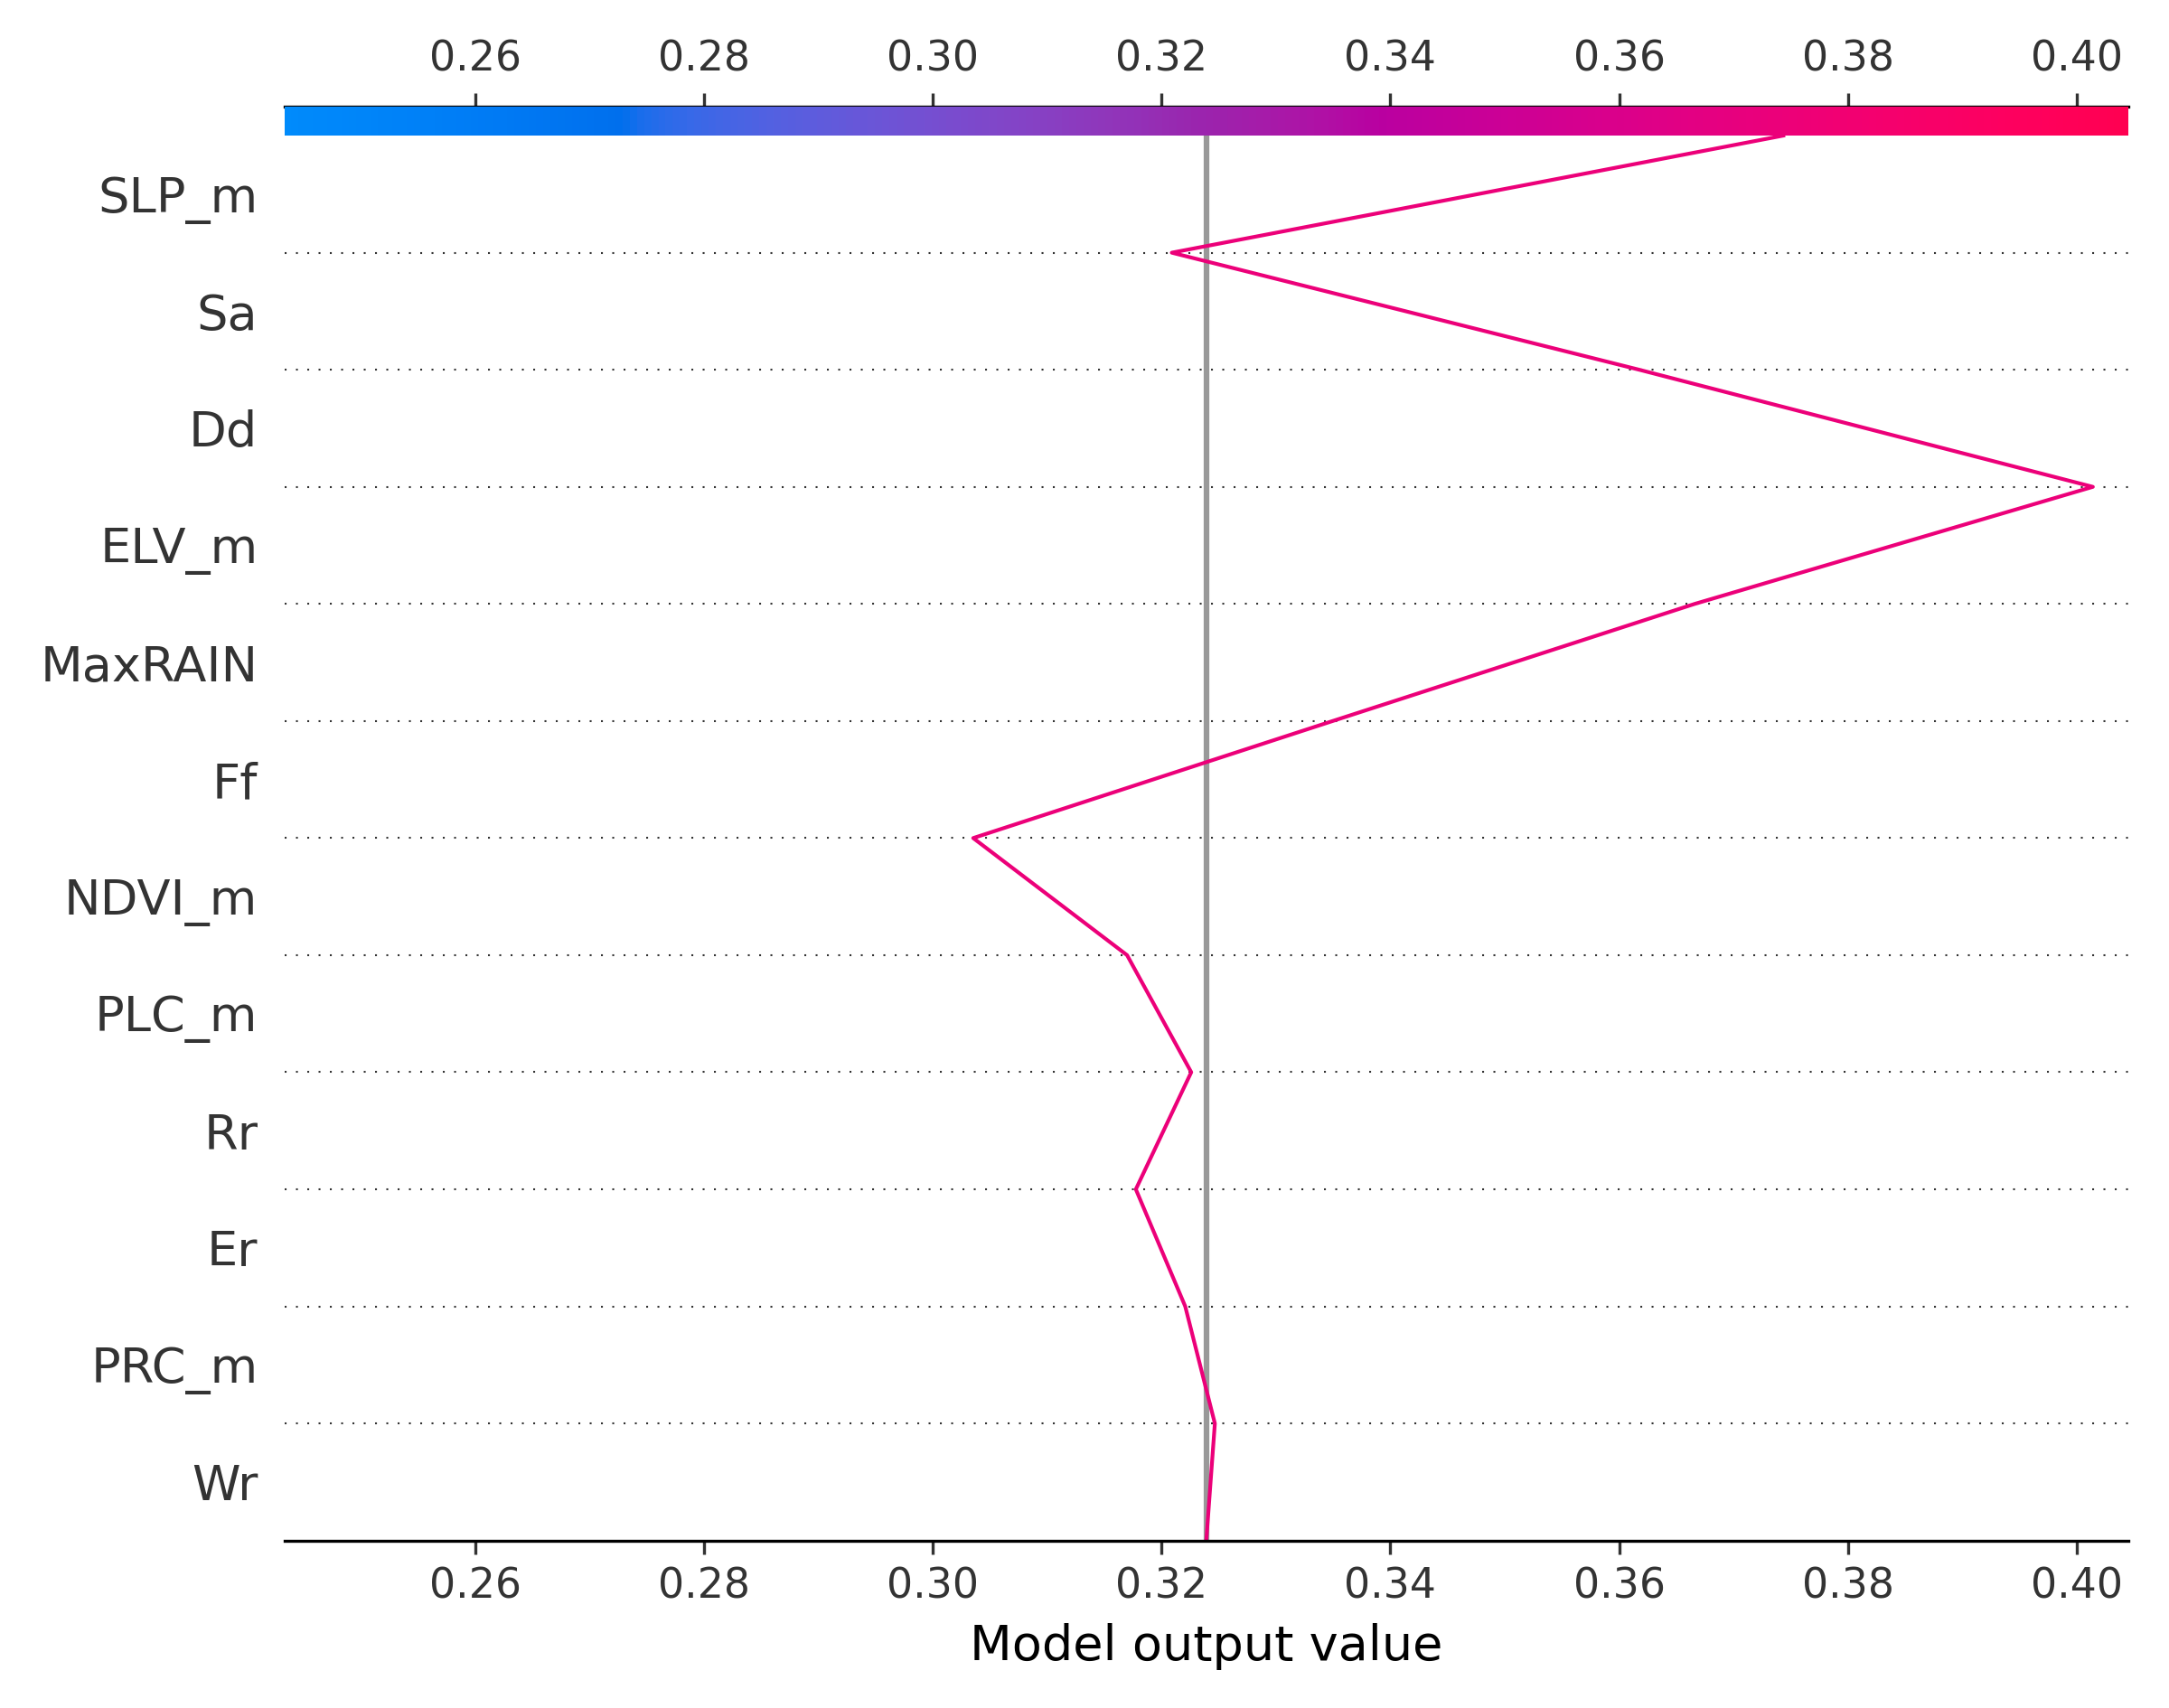 0.26 0.28 0.30 0.32 0.34 0.36 0.38 0.40
SLP_m
Sa
Dd
ELV_m
MaxRAIN
Ff
NDVI_m
PLC_m
Rr
Er
PRC_m
Wr
0.26 0.28 0.30 0.32 0.34 0.36 0.38 0.40
Model output value